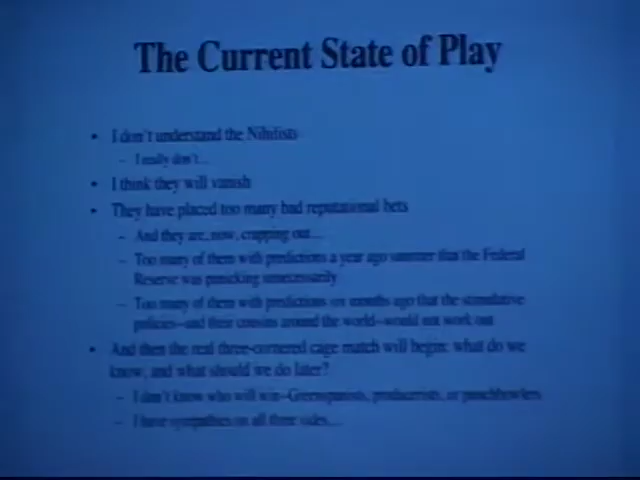 The Current State of Play
• I don't understand the Nihilists
– I really don't...
• I think they will vanish
• They have placed too many bad reputational bets
– And they are, now, crapping out...
– Too many of them with predictions a year ago summer that the Federal
Reserve was panicking unnecessarily
– Too many of them with predictions six months ago that the stimulative
policies--and their cousins around the world--would not work out
• And then the real three-cornered cage match will begin: what do we
know, and what should we do later?
– I don't know who will win--Greenspanists, producerists, or punchbowlers
– I have sympathies on all three sides...